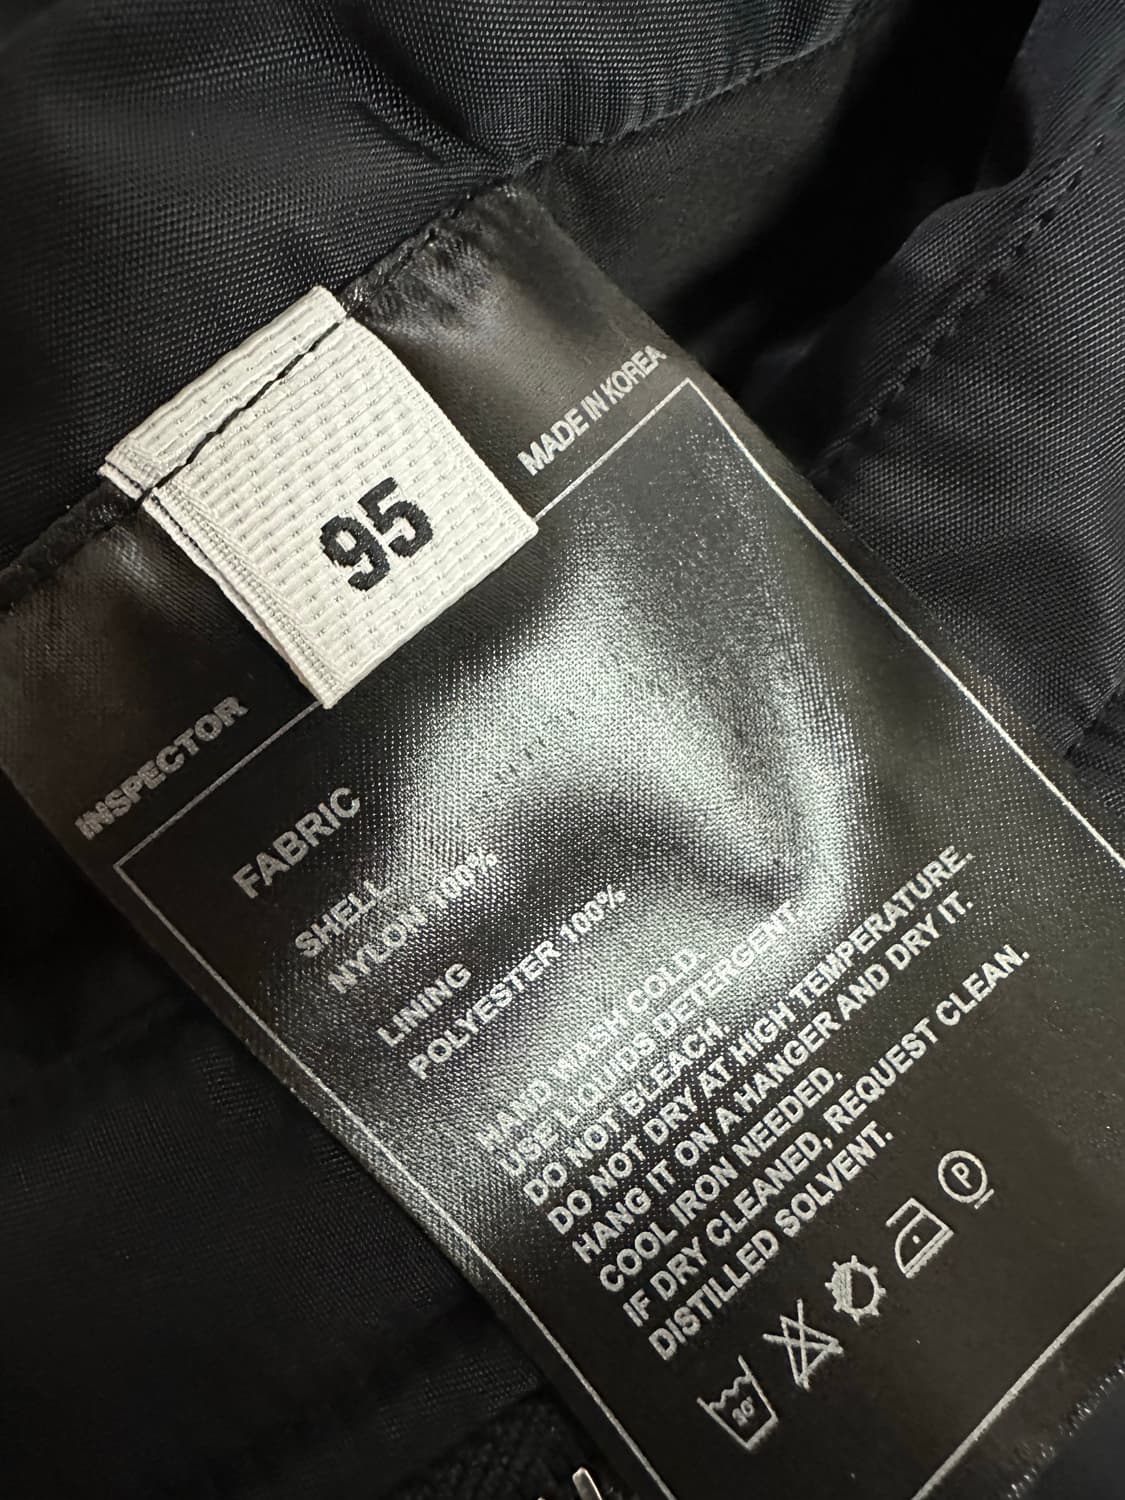 95
INSPECTOR
MADE IN KOREA
FABRIC
SHELL
NYLON 100%
LINING
POLYESTER 100%
HAND WASH COLD.
USE LIQUIDS DETERGENT.
DO NOT BLEACH.
DO NOT DRY AT HIGH TEMPERATURE.
HANG IT ON A HANGER AND DRY IT.
COOL IRON NEEDED.
IF DRY CLEANED, REQUEST CLEAN.
DISTILLED SOLVENT.
30°
P